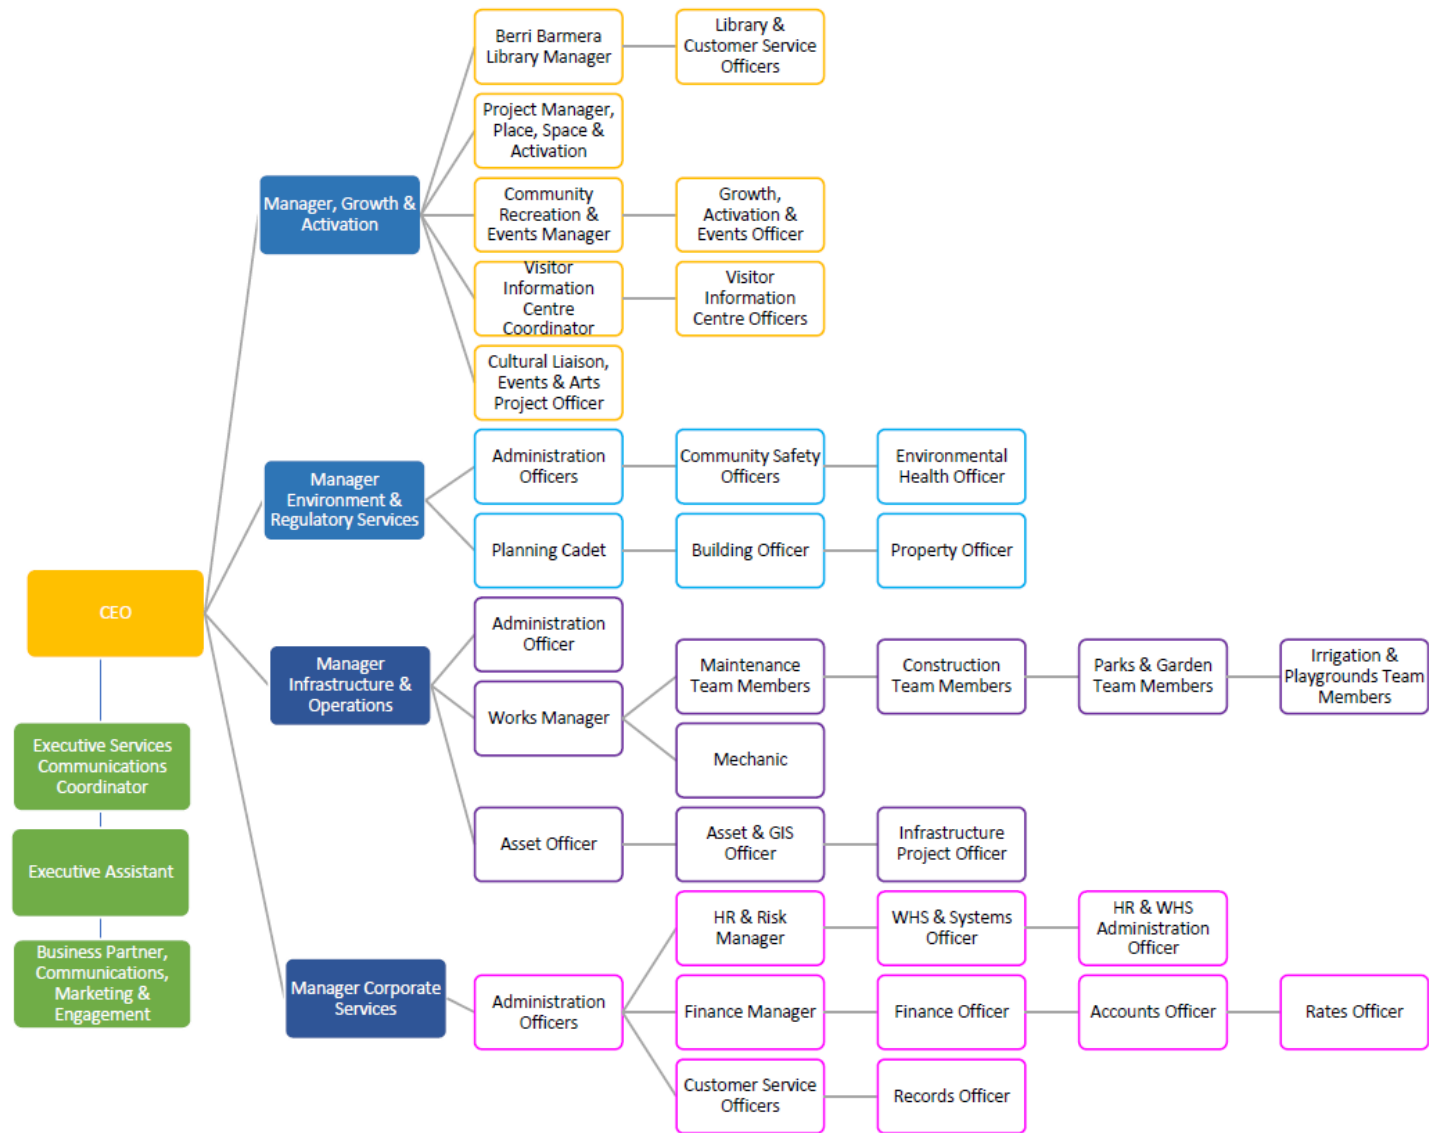 Berri Barmera
Library Manager
Library &
Customer Service
Officers
Project Manager,
Place, Space &
Activation
Manager, Growth &
Activation
Community
Recreation &
Events Manager
Growth,
Activation &
Events Officer
Visitor
Information
Centre
Coordinator
Visitor
Information
Centre Officers
Cultural Liaison,
Events & Arts
Project Officer
Manager
Environment &
Regulatory Services
Administration
Officers
Community Safety
Officers
Environmental
Health Officer
Planning Cadet
Building Officer
Property Officer
CEO
Manager
Infrastructure &
Operations
Administration
Officer
Works Manager
Maintenance
Team Members
Construction
Team Members
Parks & Garden
Team Members
Irrigation &
Playgrounds Team
Members
Mechanic
Asset Officer
Asset & GIS
Officer
Infrastructure
Project Officer
Executive Services
Communications
Coordinator
Executive Assistant
Business Partner,
Communications,
Marketing &
Engagement
Manager Corporate
Services
Administration
Officers
HR & Risk
Manager
WHS & Systems
Officer
HR & WHS
Administration
Officer
Finance Manager
Finance Officer
Accounts Officer
Rates Officer
Customer Service
Officers
Records Officer